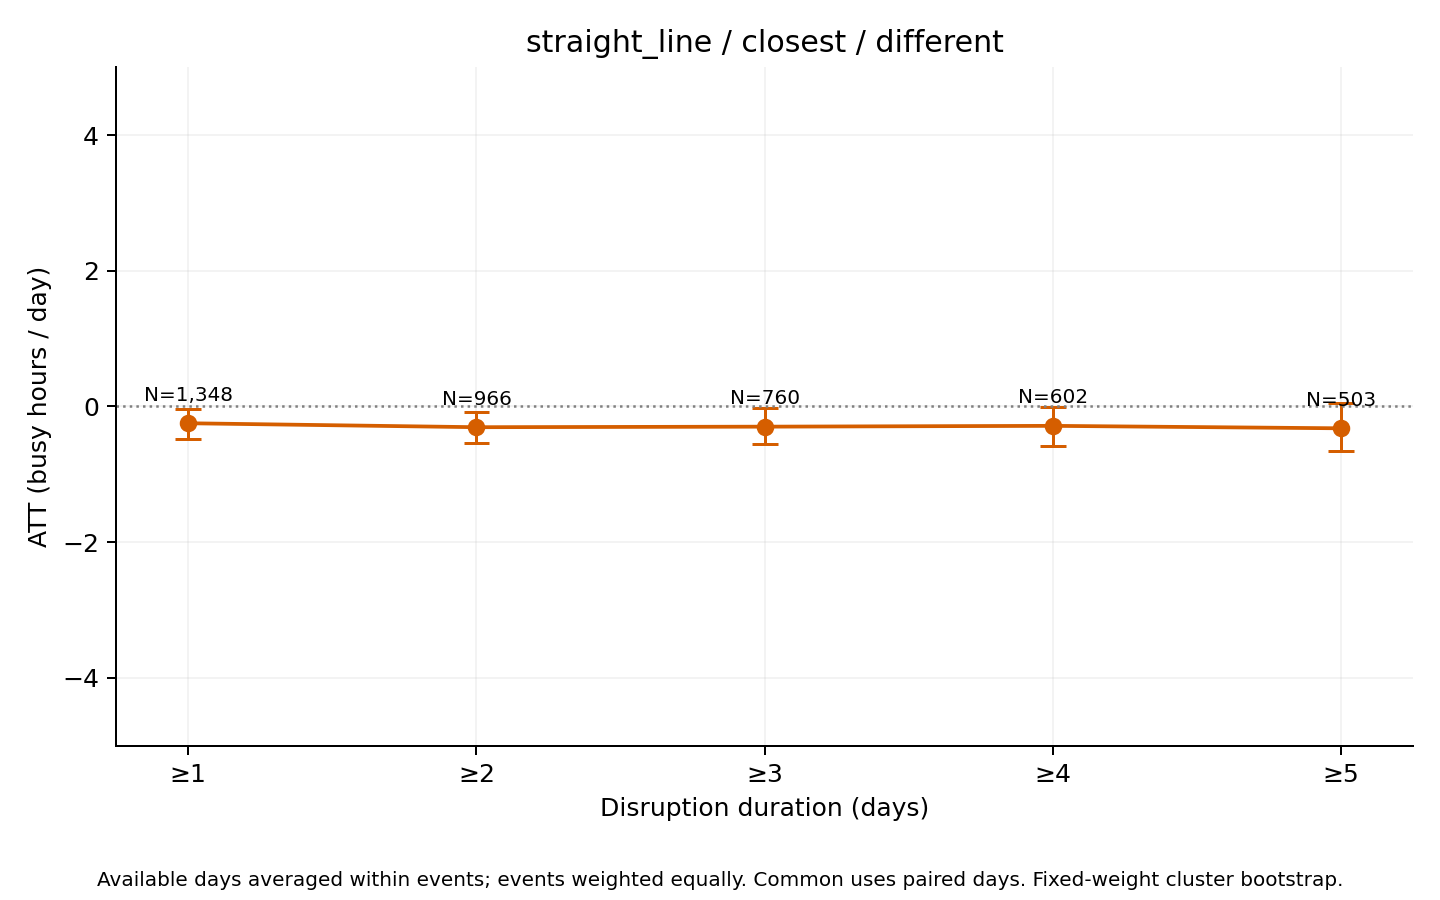 straight_line / closest / different
ATT (busy hours / day)
4
2
0
−2
−4
N=1,348
N=966
N=760
N=602
N=503
≥1
≥2
≥3
≥4
≥5
Disruption duration (days)
Available days averaged within events; events weighted equally. Common uses paired days. Fixed-weight cluster bootstrap.